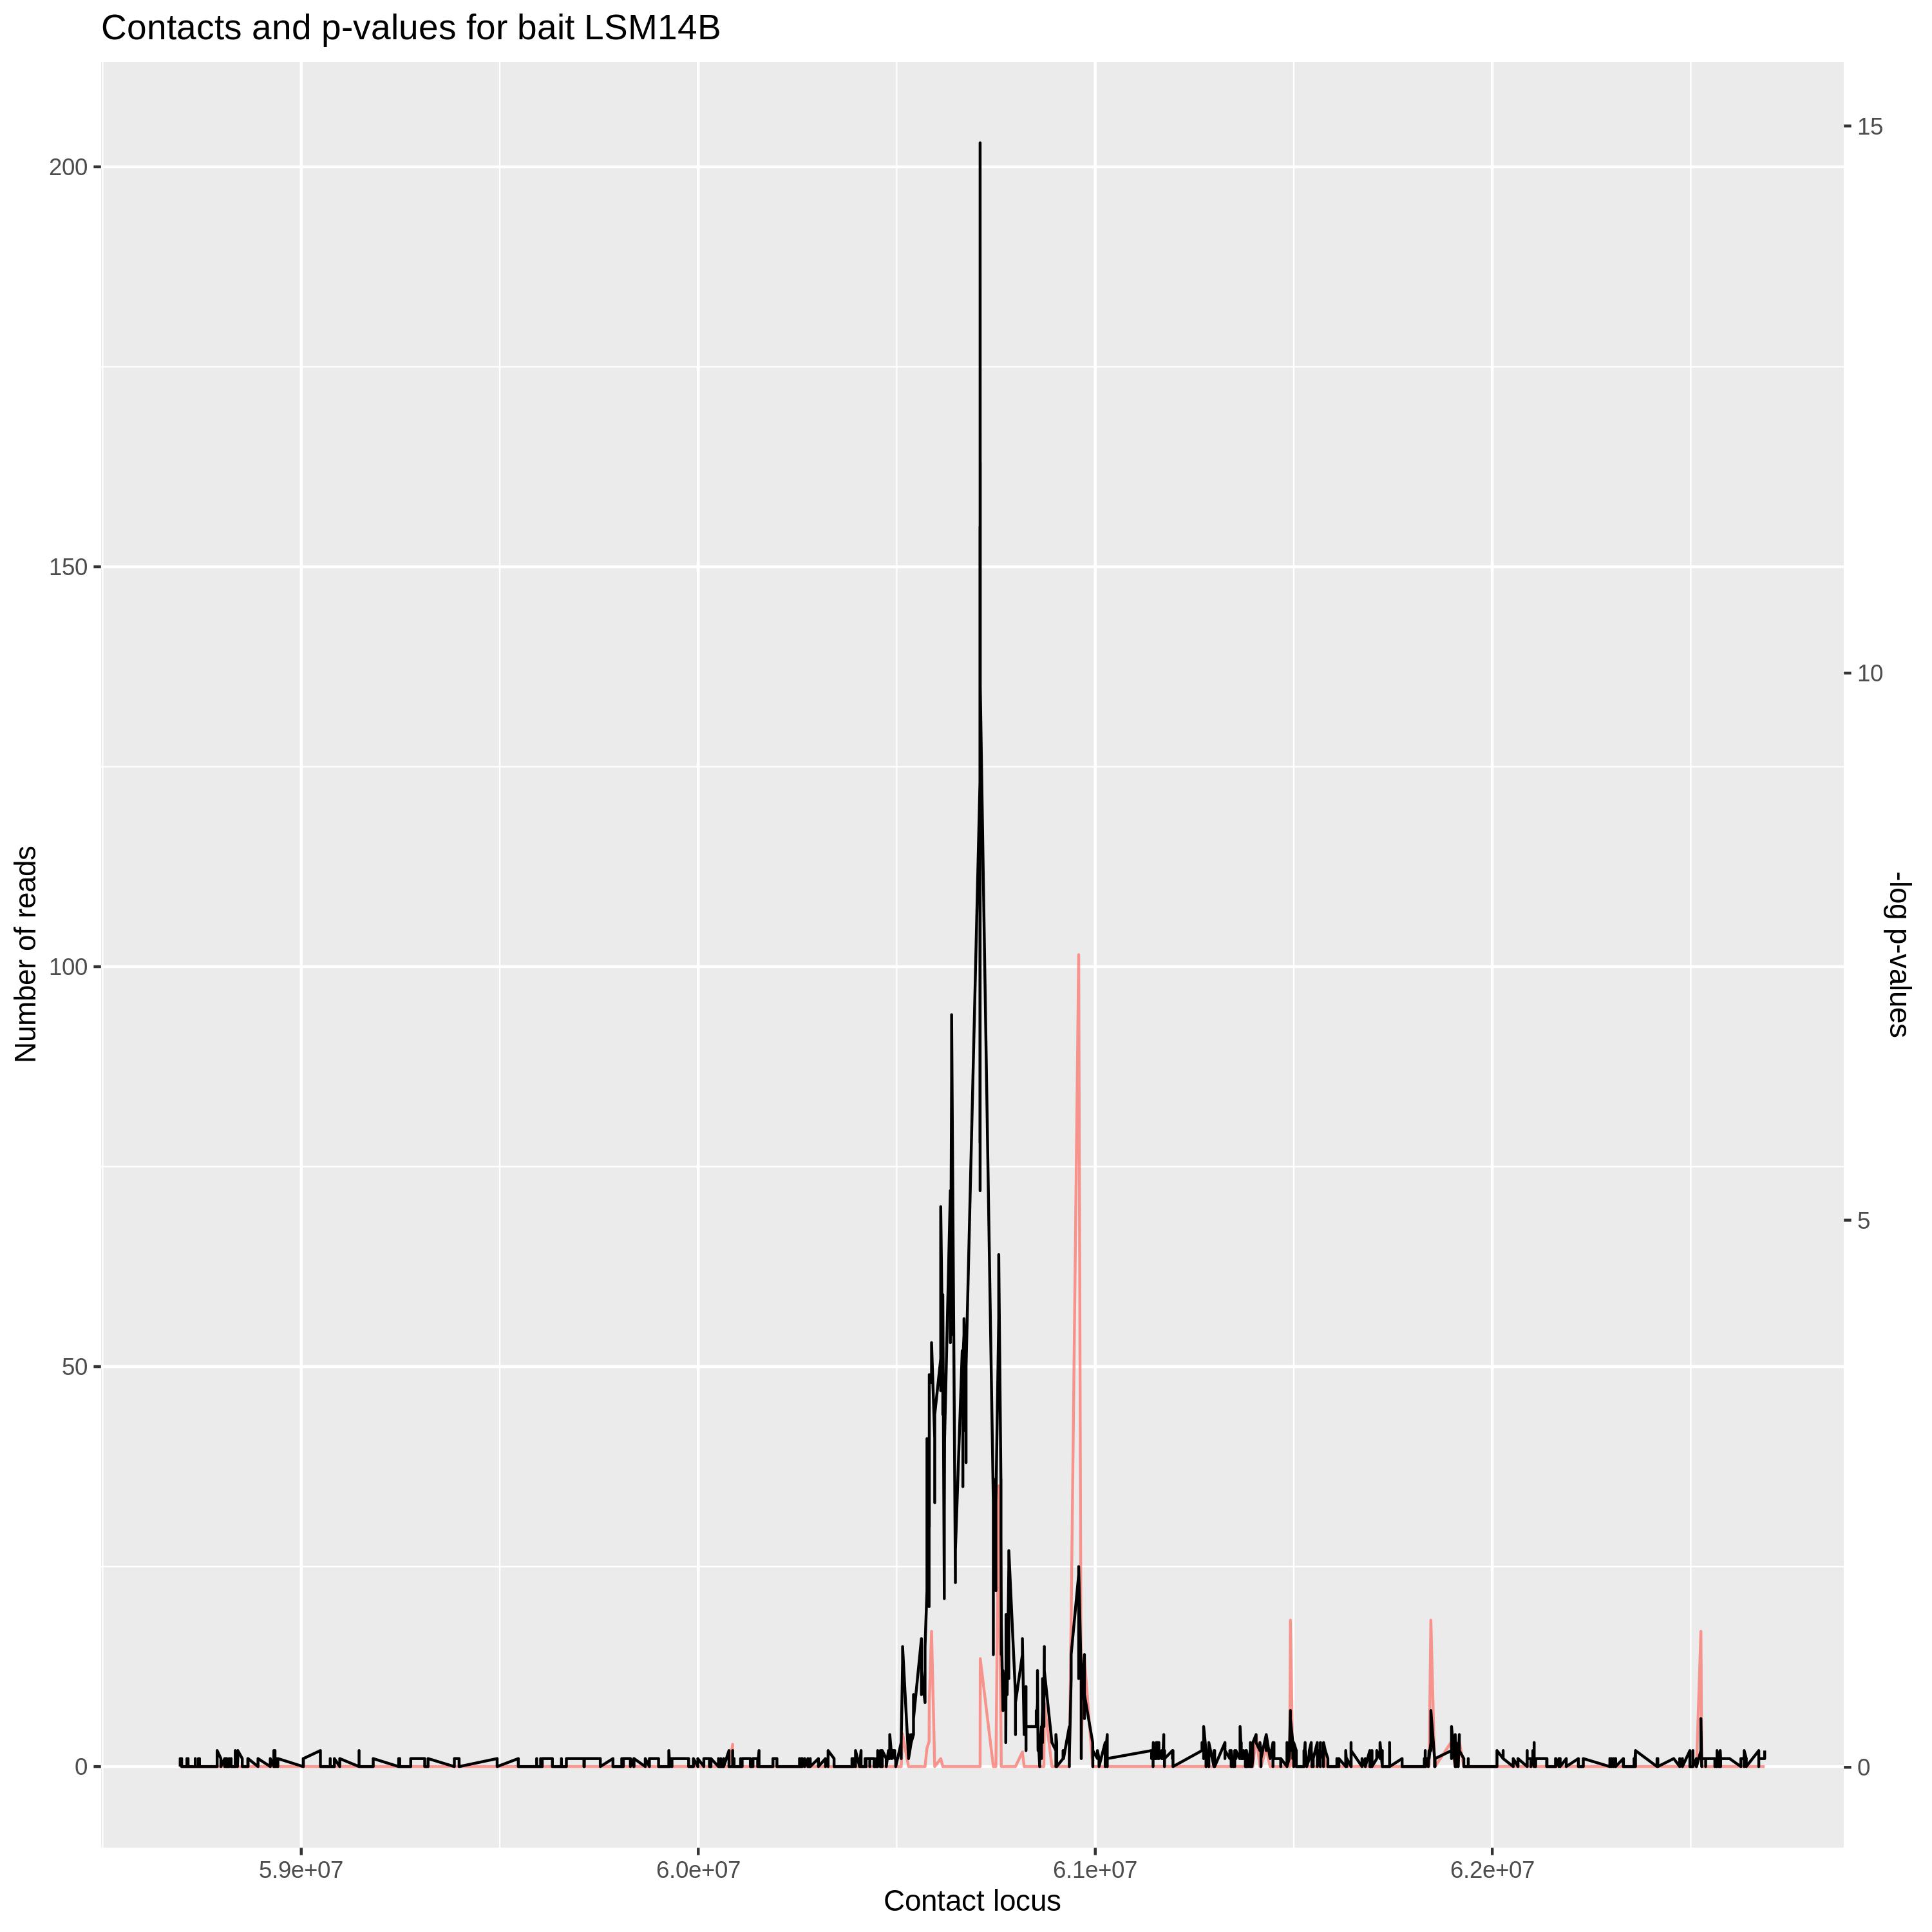 Contacts and p-values for bait LSM14B
200
150
100
50
0
15
10
5
0
Number of reads
-log p-values
5.9e+07
6.0e+07
6.1e+07
6.2e+07
Contact locus